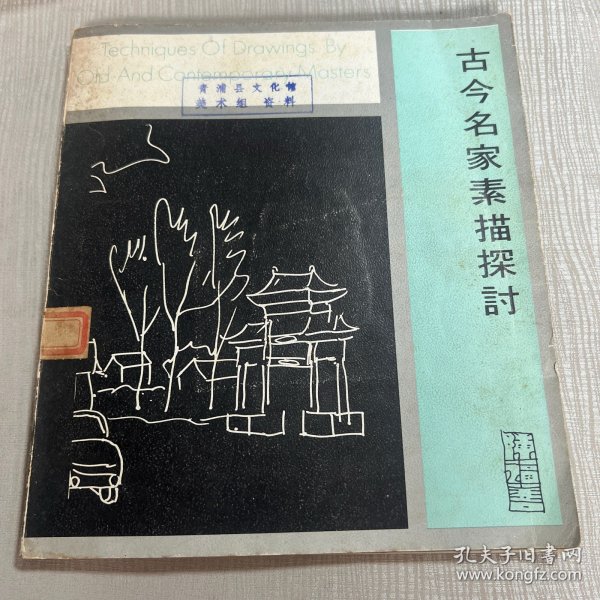 Techniques Of Drawings By
Old And Contemporary Masters
青浦县文化馆
美术组 资料
古今名家素描探討
孔夫子旧书网
www.kongfz.com